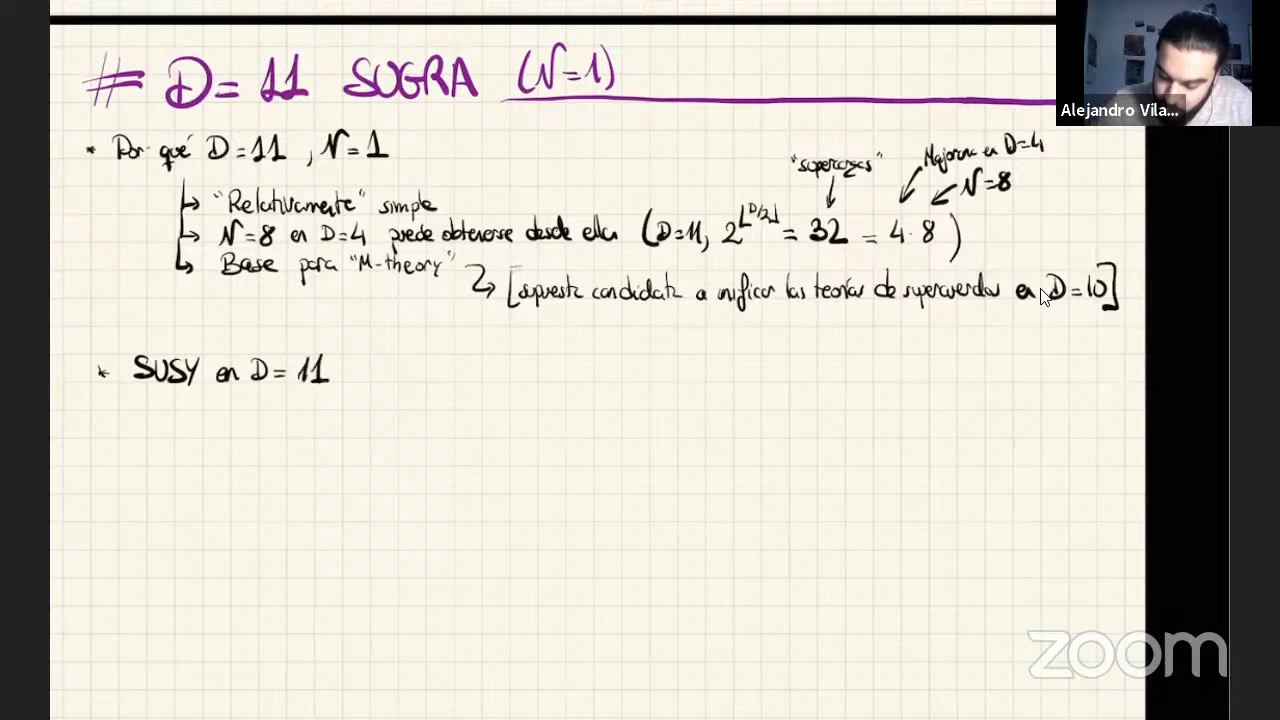 # D=11 SUGRA (N=1)
Alejandro Vila...
* Por qué D=11, N=1
"supercargas"
Majorana en D=4
N=8
↳ "Relativamente" simple
↳ N=8 en D=4 puede obtenerse desde ella (D=11, 2^⌊D/2⌋ = 32 = 4·8)
↳ Base para "M-theory"
↳ [supuesta candidata a unificar las teorías de supercuerdas en D=10]
* SUSY en D=11
zoom